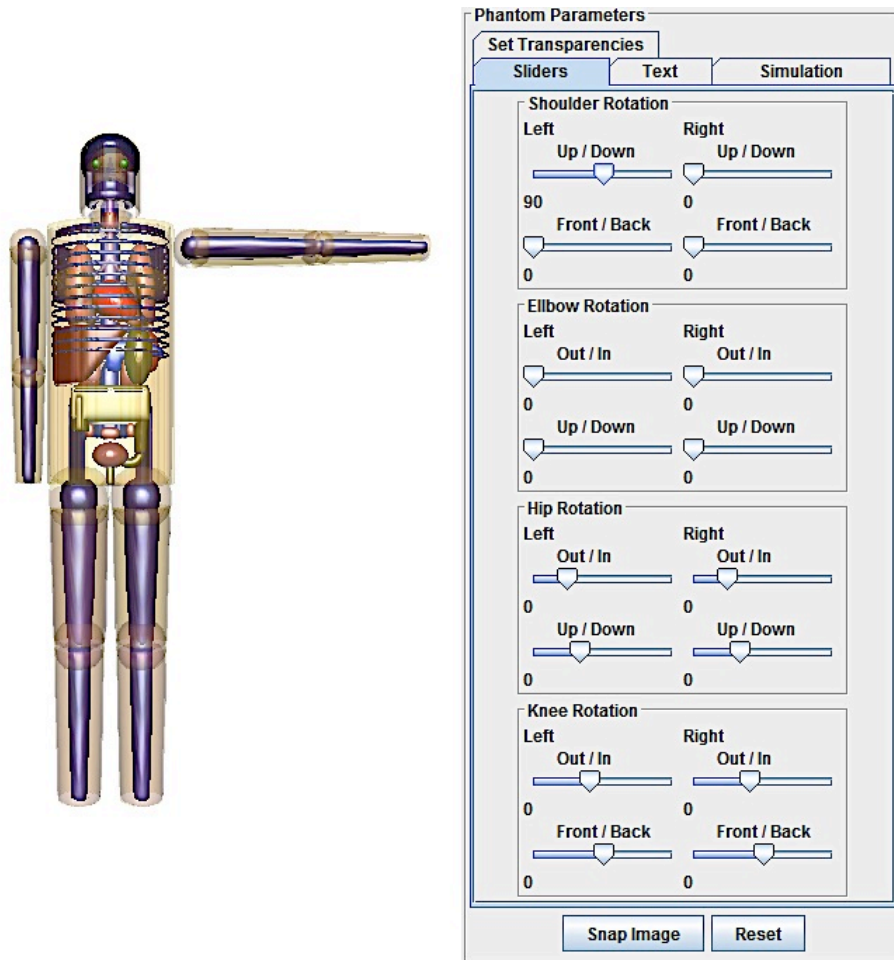 Phantom Parameters
Set Transparencies
Sliders Text Simulation
Shoulder Rotation
Left Right
Up / Down Up / Down
90 0
Front / Back Front / Back
0 0
Ellbow Rotation
Left Right
Out / In Out / In
0 0
Up / Down Up / Down
0 0
Hip Rotation
Left Right
Out / In Out / In
0 0
Up / Down Up / Down
0 0
Knee Rotation
Left Right
Out / In Out / In
0 0
Front / Back Front / Back
0 0
Snap Image Reset